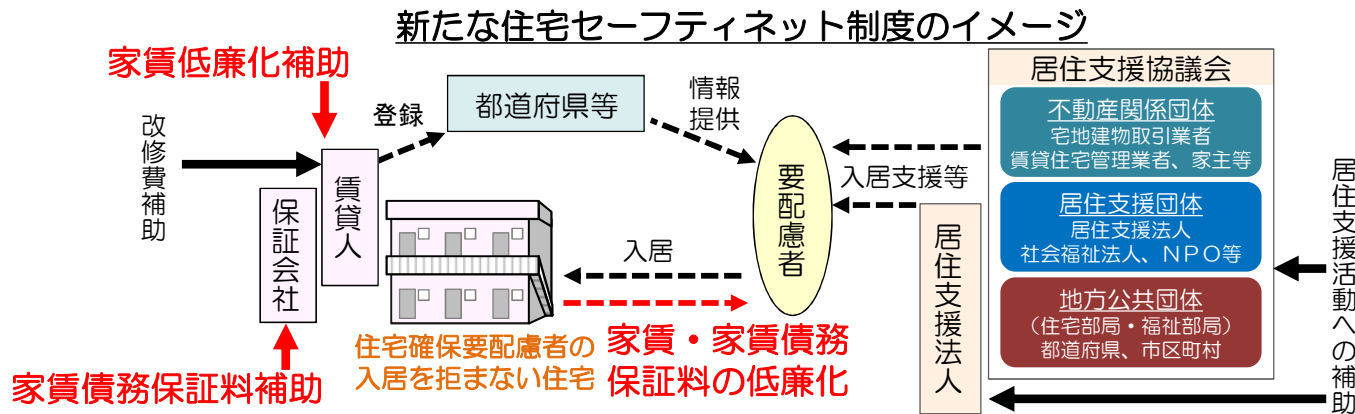 新たな住宅セーフティネット制度のイメージ
家賃低廉化補助
改修費補助
登録
都道府県等
情報
提供
賃貸人
保証会社
家賃債務保証料補助
入居
住宅確保要配慮者の
入居を拒まない住宅
家賃・家賃債務
保証料の低廉化
要配慮者
入居支援等
居住支援法人
居住支援協議会
不動産関係団体
宅地建物取引業者
賃貸住宅管理業者、家主等
居住支援団体
居住支援法人
社会福祉法人、ＮＰＯ等
地方公共団体
（住宅部局・福祉部局）
都道府県、市区町村
居住支援活動への補助